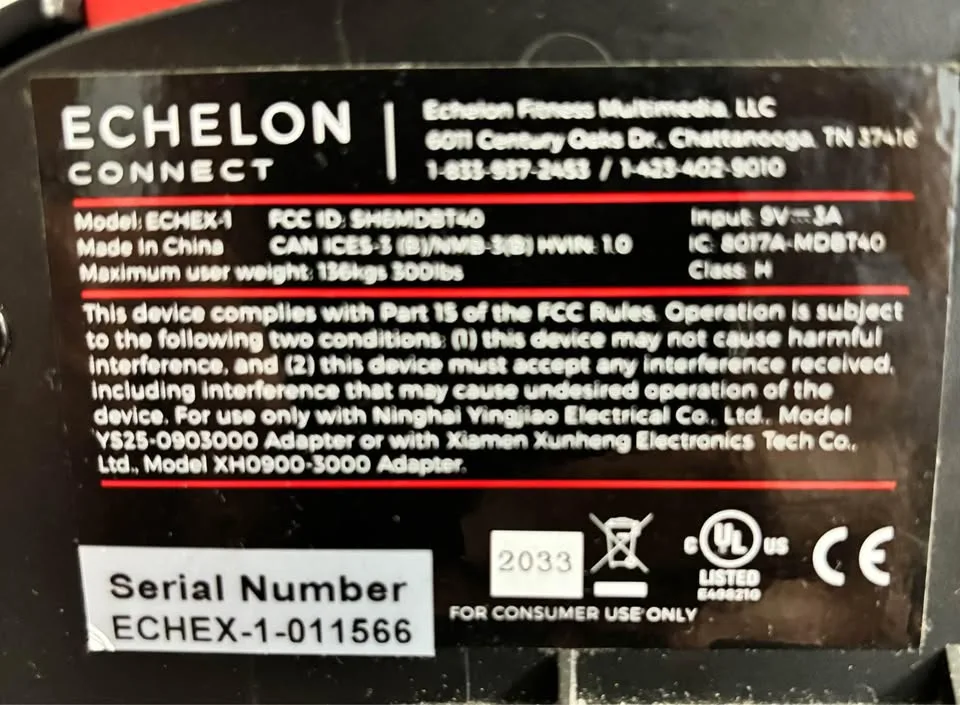 ECHELON
CONNECT
Echelon Fitness Multimedia, LLC
6011 Century Oaks Dr., Chattanooga, TN 37416
1-833-937-2453 / 1-423-402-9010
Model: ECHEX-1 FCC ID: SH6MDBT40 Input: 9V⎓3A
Made In China CAN ICES-3 (B)/NMB-3(B) HVIN: 1.0 IC: 8017A-MDBT40
Maximum user weight: 136kgs 300lbs Class: H
This device complies with Part 15 of the FCC Rules. Operation is subject
to the following two conditions: (1) this device may not cause harmful
interference, and (2) this device must accept any interference received,
including interference that may cause undesired operation of the
device. For use only with Ninghai Yingjiao Electrical Co., Ltd., Model
YS25-0903000 Adapter or with Xiamen Xunheng Electronics Tech Co.,
Ltd., Model XH0900-3000 Adapter.
2033
C UL US
LISTED
E498210
CE
FOR CONSUMER USE ONLY
Serial Number
ECHEX-1-011566